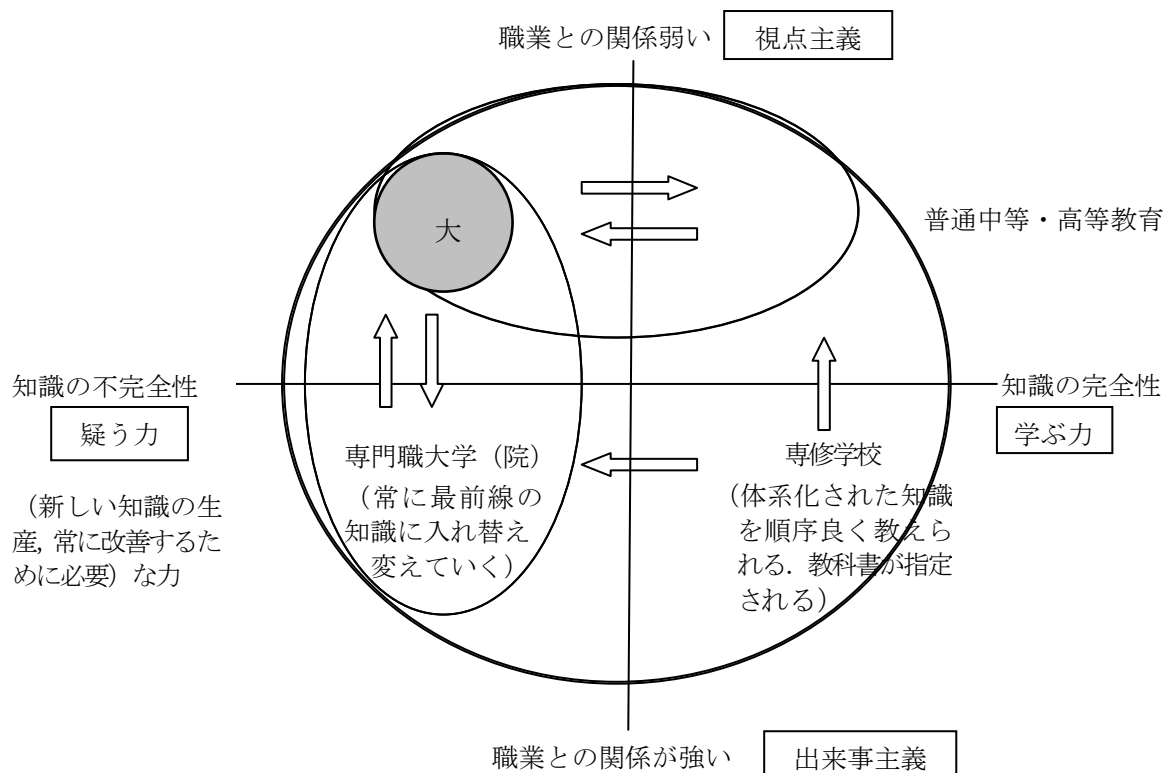 職業との関係弱い
視点主義
大
普通中等・高等教育
知識の不完全性
疑う力
(新しい知識の生
産, 常に改善するた
めに必要) な力
知識の完全性
学ぶ力
専門職大学（院）
（常に最前線の
知識に入れ替え
変えていく）
専修学校
（体系化された知識
を順序良く教えら
れる．教科書が指定
される）
職業との関係が強い
出来事主義